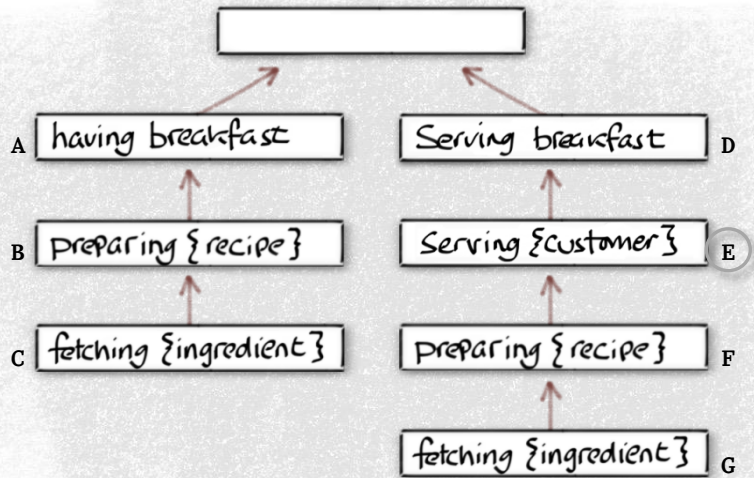 A having breakfast
Serving breakfast D
B preparing {recipe}
Serving {customer} E
C fetching {ingredient}
preparing {recipe} F
fetching {ingredient} G